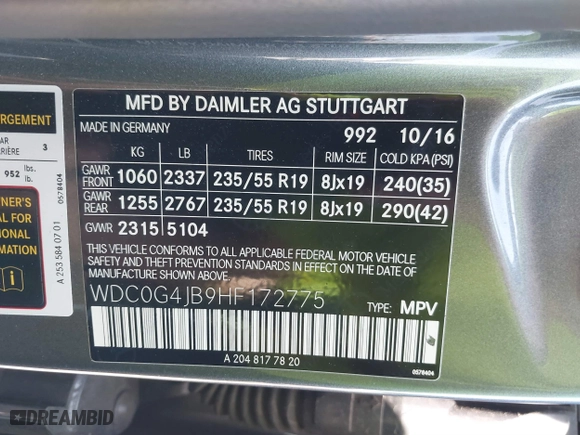 MFD BY DAIMLER AG STUTTGART
MADE IN GERMANY 992 10/16
KG LB TIRES RIM SIZE COLD KPA (PSI)
GAWR FRONT 1060 2337 235/55 R19 8Jx19 240(35)
GAWR REAR 1255 2767 235/55 R19 8Jx19 290(42)
GVWR 2315 5104
THIS VEHICLE CONFORMS TO ALL APPLICABLE FEDERAL MOTOR VEHICLE
SAFETY AND THEFT PREVENTION STANDARDS IN EFFECT ON THE DATE OF
MANUFACTURE SHOWN ABOVE.
WDC0G4JB9HF172775 TYPE: MPV
A 204 817 78 20
0578404
3
952 lbs.
lb.
0578404
A 253 584 07 01
DREAMBID